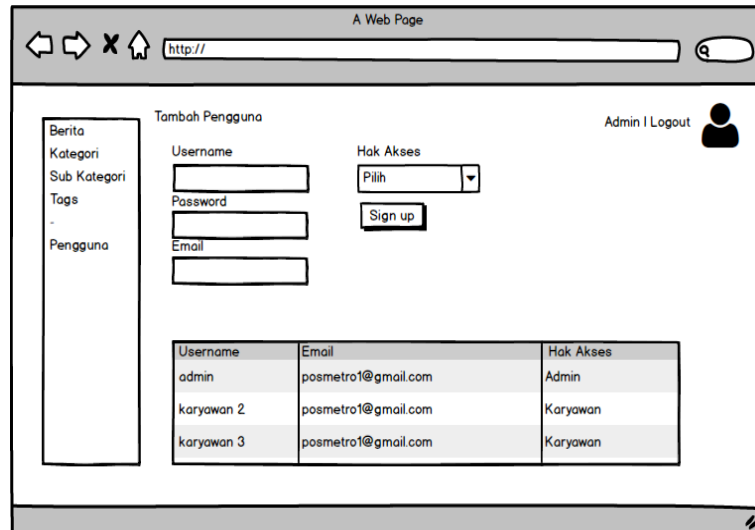 A Web Page
http://
Admin | Logout
Berita
Kategori
Sub Kategori
Tags
-
Pengguna
Tambah Pengguna
Username
Password
Email
Hak Akses
Pilih
Sign up
Username Email Hak Akses
admin posmetro1@gmail.com Admin
karyawan 2 posmetro1@gmail.com Karyawan
karyawan 3 posmetro1@gmail.com Karyawan